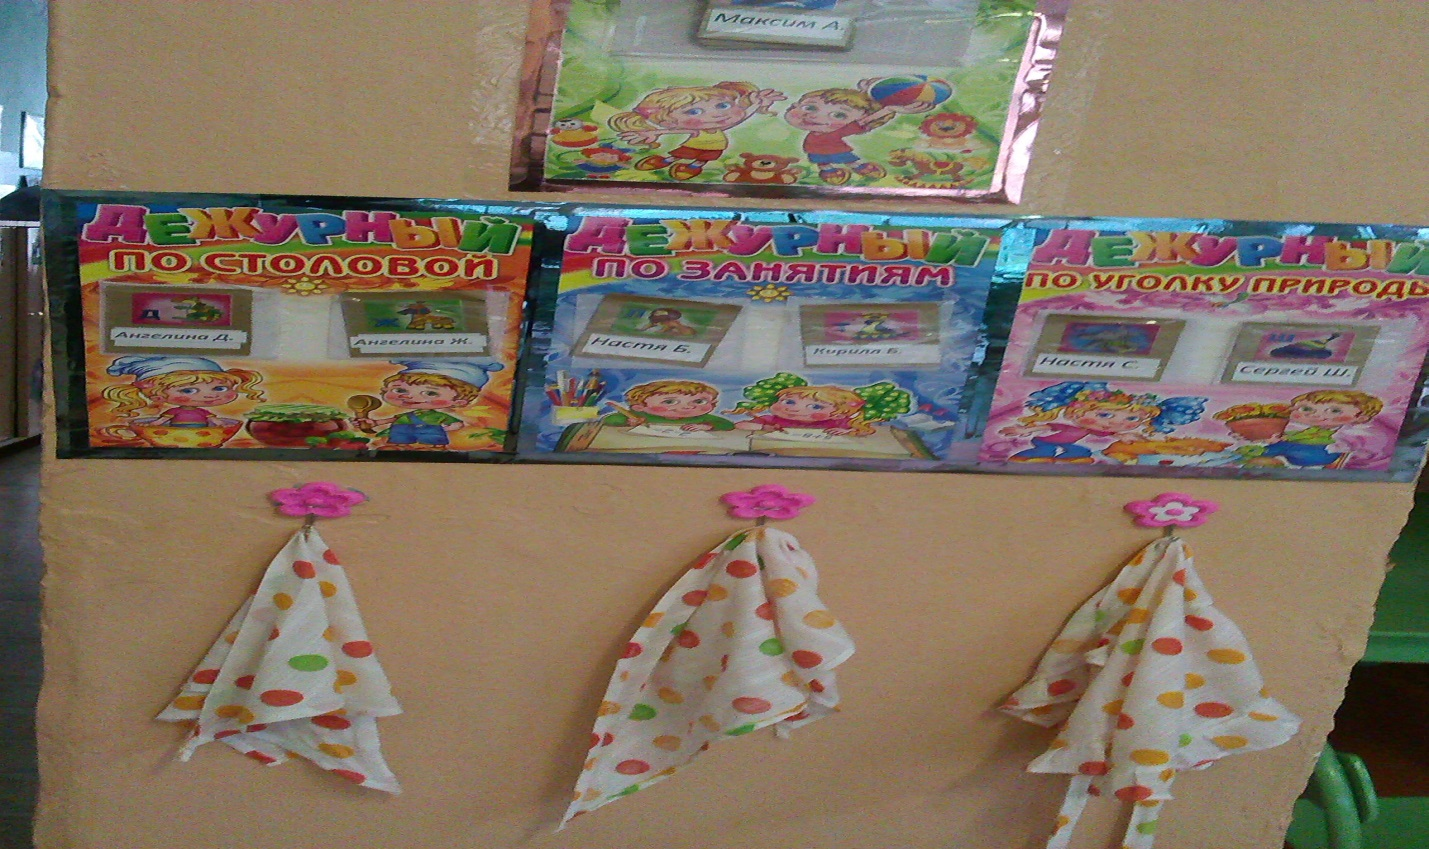 Максим А.
ДЕЖУРНЫЙ
ПО СТОЛОВОЙ
Д
Ангелина Д.
Ж
Ангелина Ж.
ДЕЖУРНЫЙ
ПО ЗАНЯТИЯМ
Настя Б.
Кирилл Б.
ДЕЖУРНЫЙ
ПО УГОЛКУ ПРИРОДЫ
Настя С.
Сергей Ш.